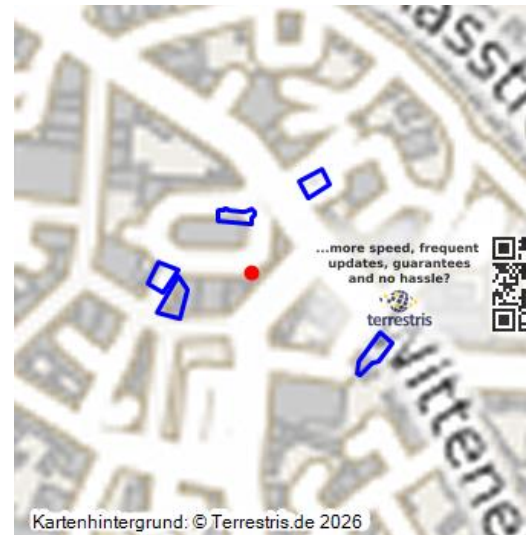 ...more speed, frequent
updates, guarantees
and no hassle?
terrestris
Kartenhintergrund: © Terrestris.de 2026